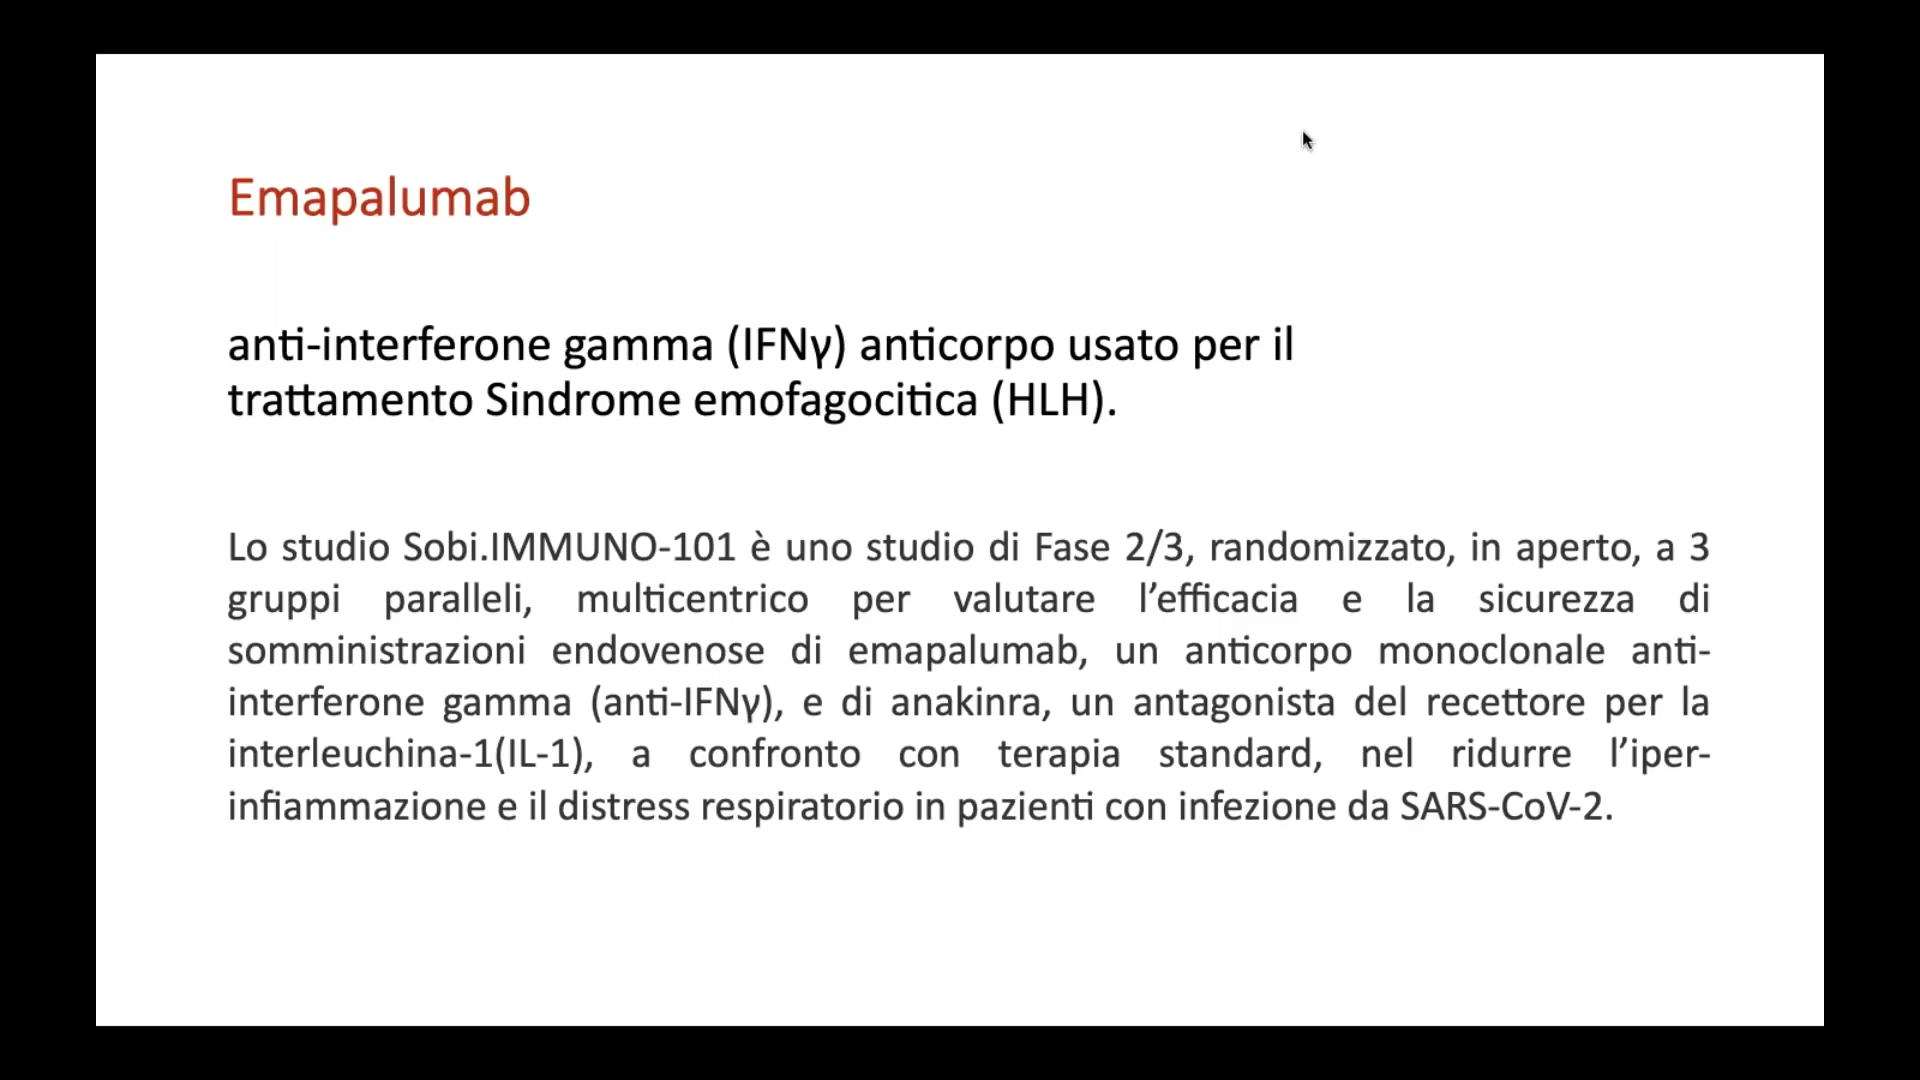 Emapalumab
anti-interferone gamma (IFNγ) anticorpo usato per il
trattamento Sindrome emofagocitica (HLH).
Lo studio Sobi.IMMUNO-101 è uno studio di Fase 2/3, randomizzato, in aperto, a 3
gruppi paralleli, multicentrico per valutare l’efficacia e la sicurezza di
somministrazioni endovenose di emapalumab, un anticorpo monoclonale anti-
interferone gamma (anti-IFNγ), e di anakinra, un antagonista del recettore per la
interleuchina-1(IL-1), a confronto con terapia standard, nel ridurre l’iper-
infiammazione e il distress respiratorio in pazienti con infezione da SARS-CoV-2.